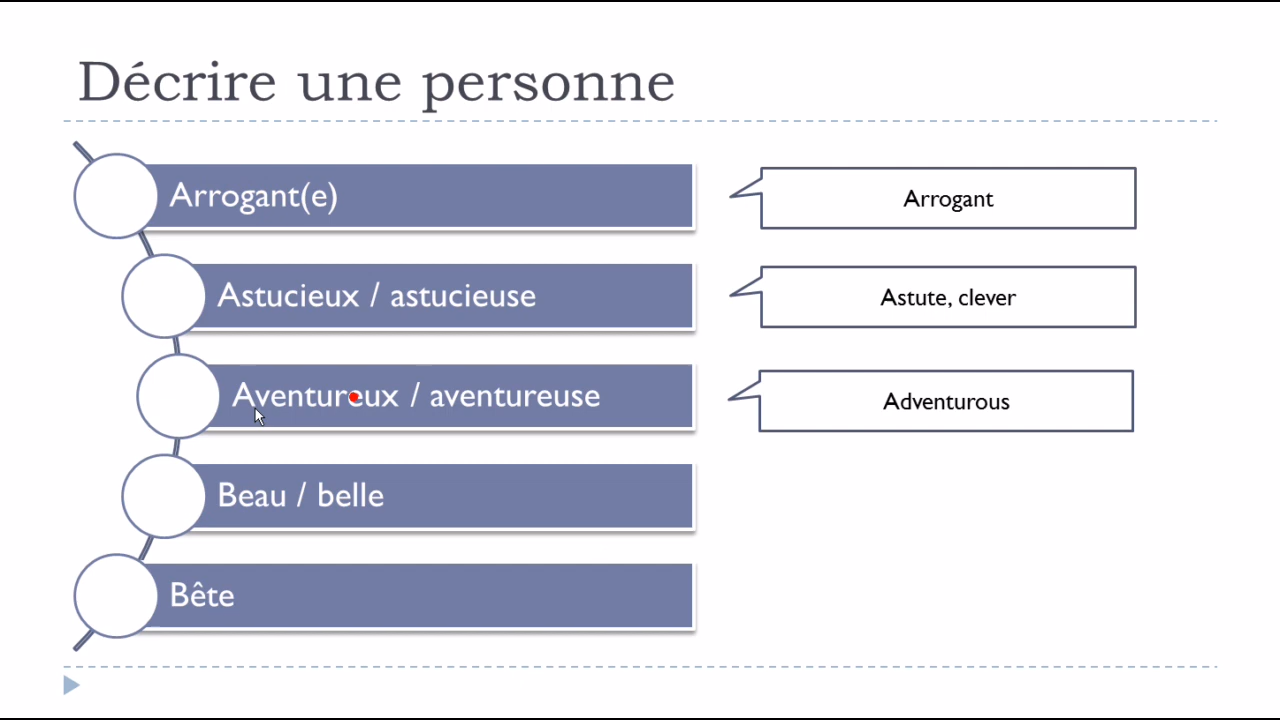 Décrire une personne
Arrogant(e)
Arrogant
Astucieux / astucieuse
Astute, clever
Aventureux / aventureuse
Adventurous
Beau / belle
Bête